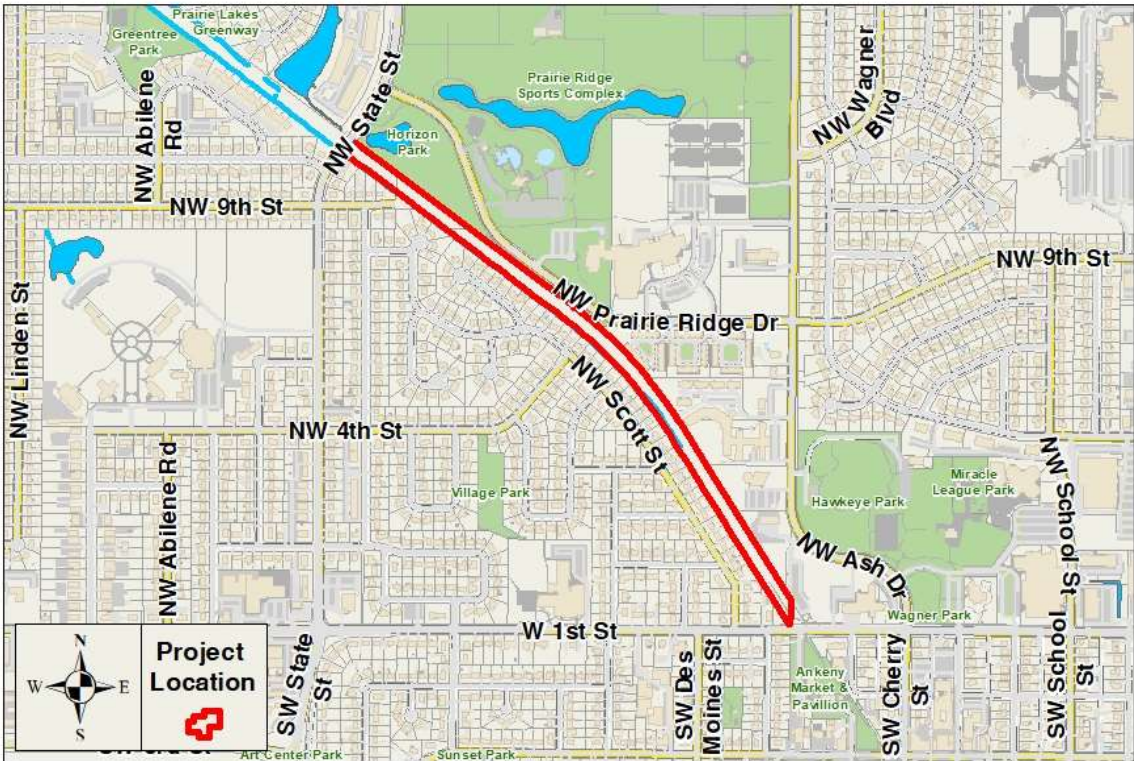 Prairie Lakes
Greenway
Greentree
Park
NW Abilene
Rd
NW State St
Horizon
Park
Prairie Ridge
Sports Complex
NW Wagner
Blvd
NW 9th St
NW 9th St
NW Linden St
NW Prairie Ridge Dr
NW Scott St
NW 4th St
NW Abilene Rd
Village Park
Hawkeye Park
Miracle
League Park
NW School St
NW Ash Dr
Wagner Park
W 1st St
SW State
St
SW Des
Moines St
Ankeny
Market &
Pavilion
SW Cherry
St
SW School
St
N
W E
S
Project
Location
Art Center Park
Sunset Park